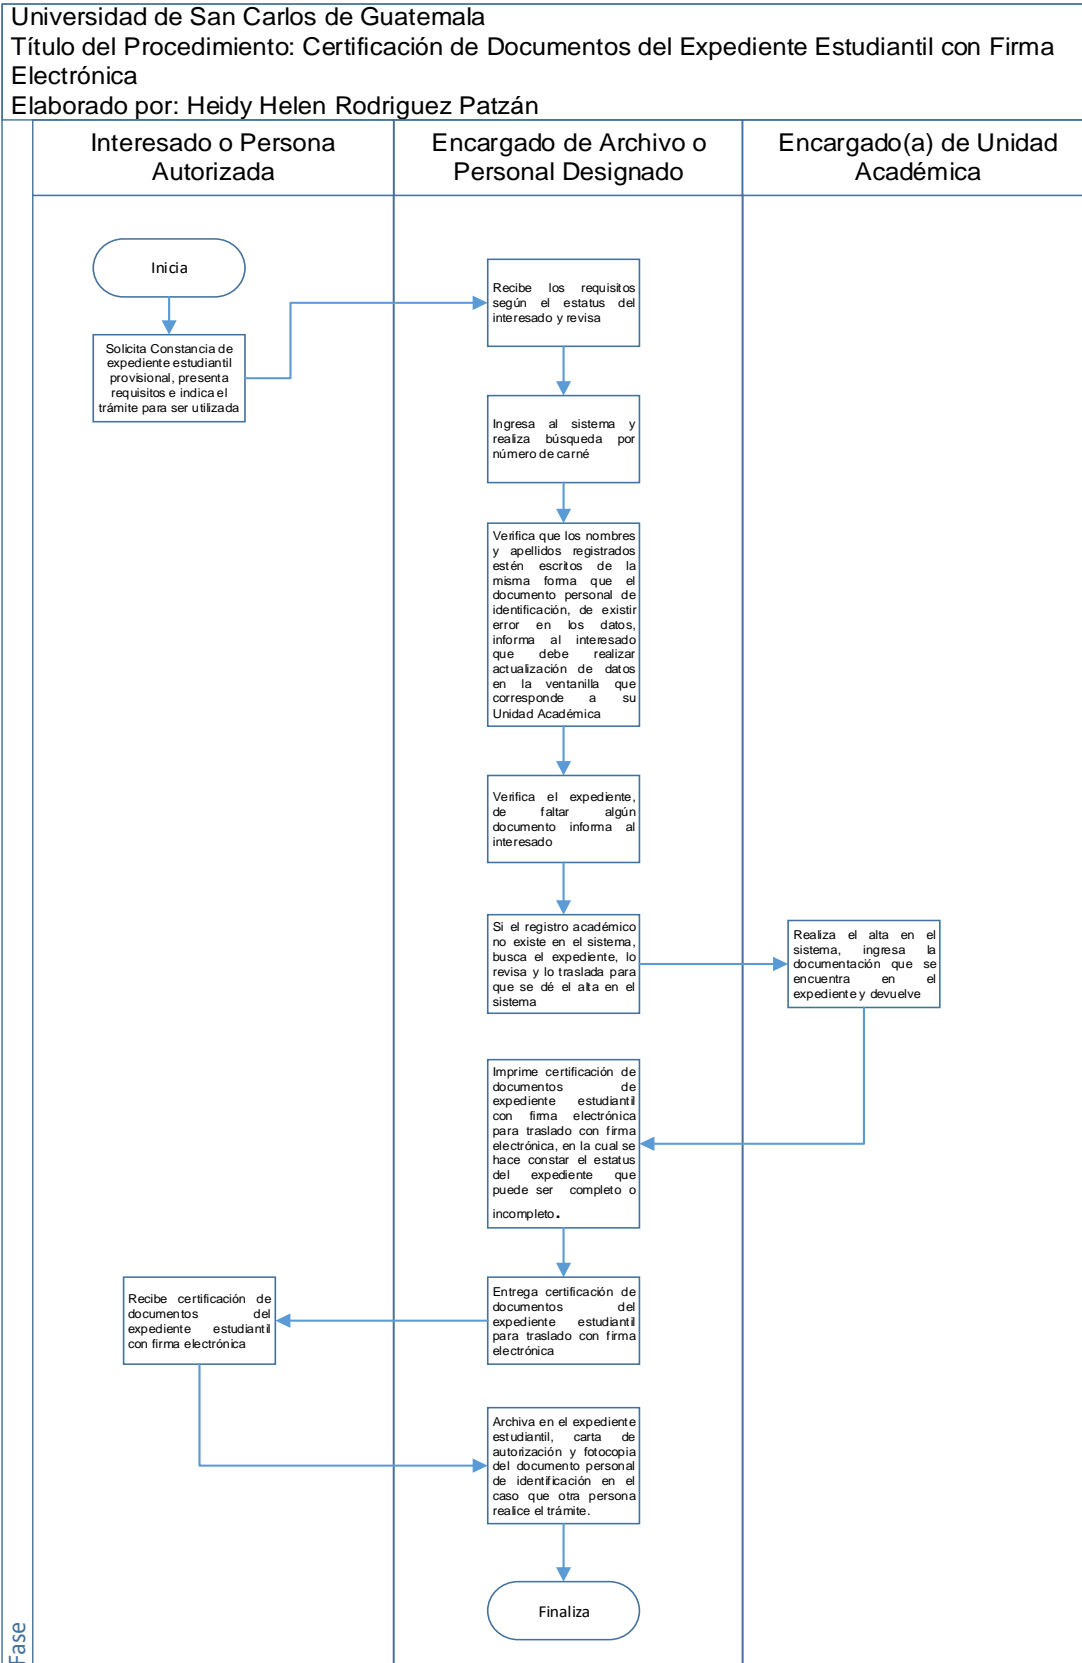 Universidad de San Carlos de Guatemala
Título del Procedimiento: Certificación de Documentos del Expediente Estudiantil con Firma
Electrónica
Elaborado por: Heidy Helen Rodriguez Patzán
Interesado o Persona
Autorizada
Encargado de Archivo o
Personal Designado
Encargado(a) de Unidad
Académica
Inicia
Solicita Constancia de
expediente estudiantil
provisional, presenta
requisitos e indica el
trámite para ser utilizada
Recibe los requisitos
según el estatus del
interesado y revisa
Ingresa al sistema y
realiza búsqueda por
número de carné
Verifica que los nombres
y apellidos registrados
estén escritos de la
misma forma que el
documento personal de
identificación, de existir
error en los datos,
informa al interesado
que debe realizar
actualización de datos
en la ventanilla que
corresponde a su
Unidad Académica
Verifica el expediente,
de faltar algún
documento informa al
interesado
Si el registro académico
no existe en el sistema,
busca el expediente, lo
revisa y lo traslada para
que se dé el alta en el
sistema
Realiza el alta en el
sistema, ingresa la
documentación que se
encuentra en el
expediente y devuelve
Imprime certificación de
documentos de
expediente estudiantil
con firma electrónica
para traslado con firma
electrónica, en la cual se
hace constar el estatus
del expediente que
puede ser completo o
incompleto.
Entrega certificación de
documentos del
expediente estudiantil
para traslado con firma
electrónica
Recibe certificación de
documentos del
expediente estudiantil
con firma electrónica
Archiva en el expediente
estudiantil, carta de
autorización y fotocopia
del documento personal
de identificación en el
caso que otra persona
realice el trámite.
Finaliza
Fase